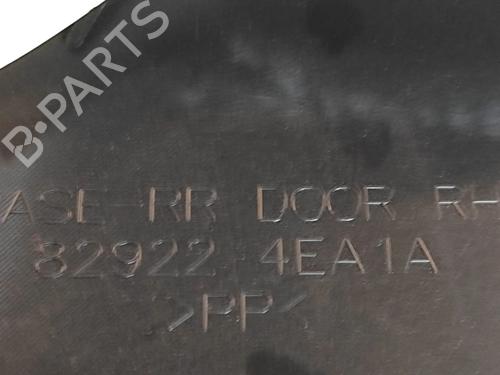 B-PARTS
ASE-RR DOOR RH
82922 4EA1A
>PP<